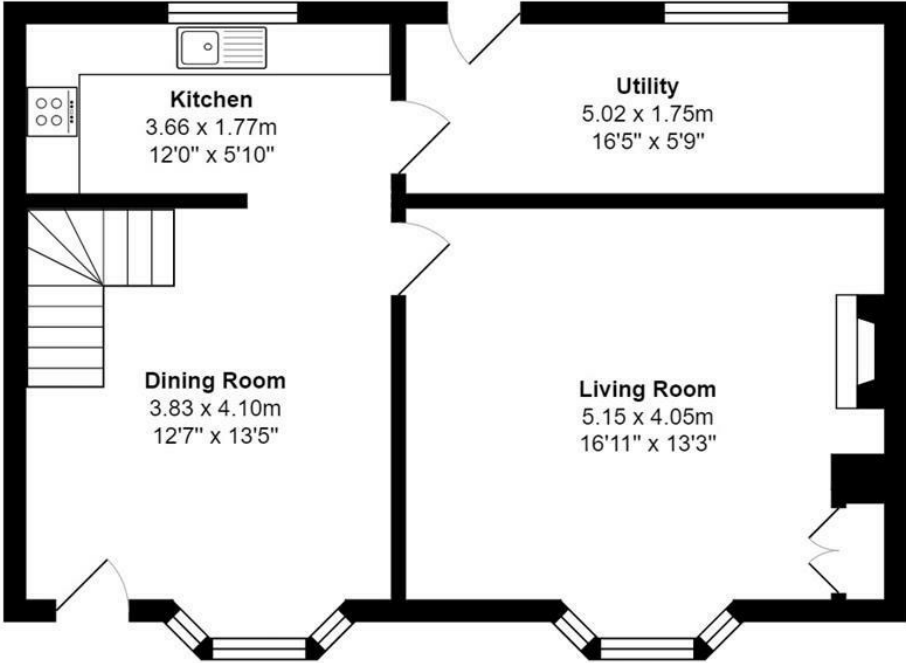 Kitchen
3.66 x 1.77m
12'0" x 5'10"
Utility
5.02 x 1.75m
16'5" x 5'9"
Dining Room
3.83 x 4.10m
12'7" x 13'5"
Living Room
5.15 x 4.05m
16'11" x 13'3"